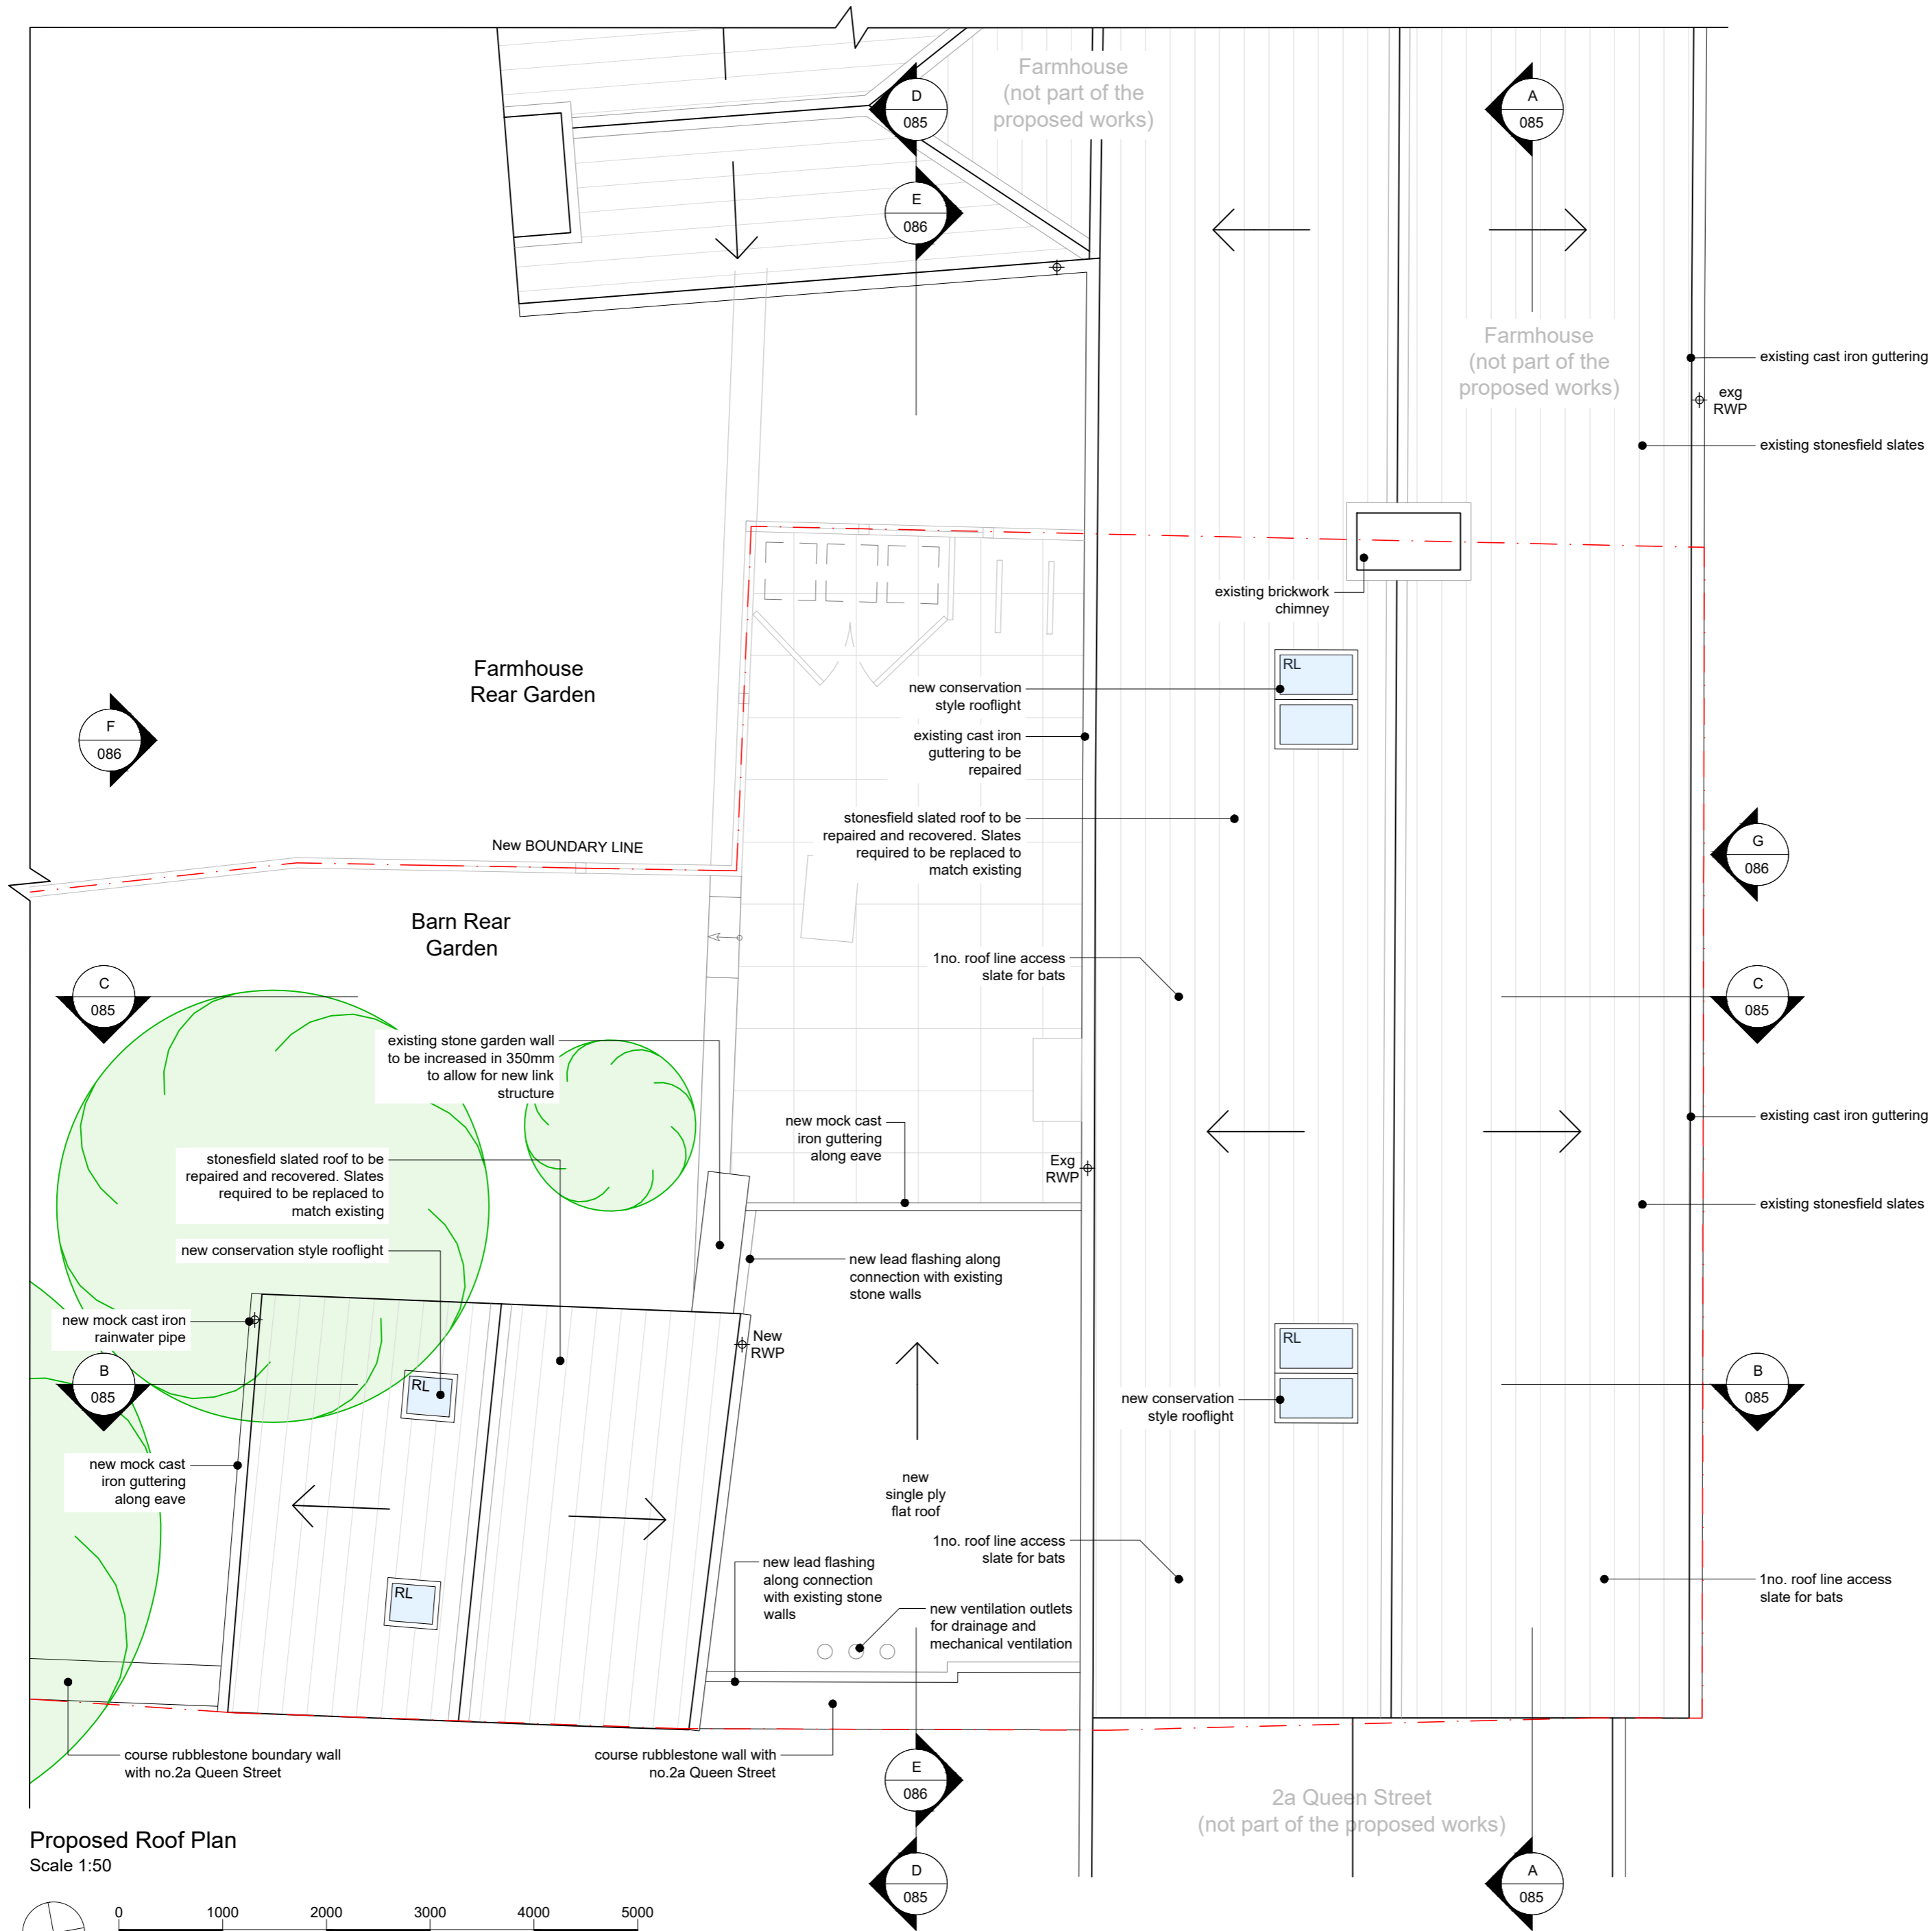 Farmhouse
(not part of the
proposed works)
D
085
A
085
E
086
Farmhouse
(not part of the
proposed works)
existing cast iron guttering
exg
RWP
existing stonesfield slates
existing brickwork
chimney
Farmhouse
Rear Garden
RL
new conservation
style rooflight
F
086
existing cast iron
guttering to be
repaired
stonesfield slated roof to be
repaired and recovered. Slates
required to be replaced to
match existing
New BOUNDARY LINE
G
086
Barn Rear
Garden
1no. roof line access
slate for bats
C
085
C
085
existing stone garden wall
to be increased in 350mm
to allow for new link
structure
new mock cast
iron guttering
along eave
existing cast iron guttering
stonesfield slated roof to be
repaired and recovered. Slates
required to be replaced to
match existing
Exg
RWP
existing stonesfield slates
new conservation style rooflight
new lead flashing along
connection with existing
stone walls
new mock cast iron
rainwater pipe
New
RWP
RL
B
085
RL
new conservation
style rooflight
B
085
new mock cast
iron guttering
along eave
new
single ply
flat roof
1no. roof line access
slate for bats
new lead flashing
along connection
with existing stone
walls
RL
1no. roof line access
slate for bats
new ventilation outlets
for drainage and
mechanical ventilation
course rubblestone boundary wall
with no.2a Queen Street
course rubblestone wall with
no.2a Queen Street
E
086
2a Queen Street
(not part of the proposed works)
Proposed Roof Plan
Scale 1:50
D
085
A
085
0 1000 2000 3000 4000 5000